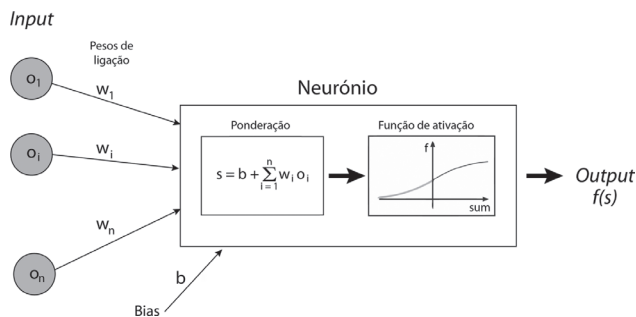 Input
Pesos de
ligação
o1
w1
oi
wi
on
wn
Neurónio
Ponderação
s = b + n∑i = 1 wi oi
Função de ativação
f
sum
Output
f(s)
b
Bias